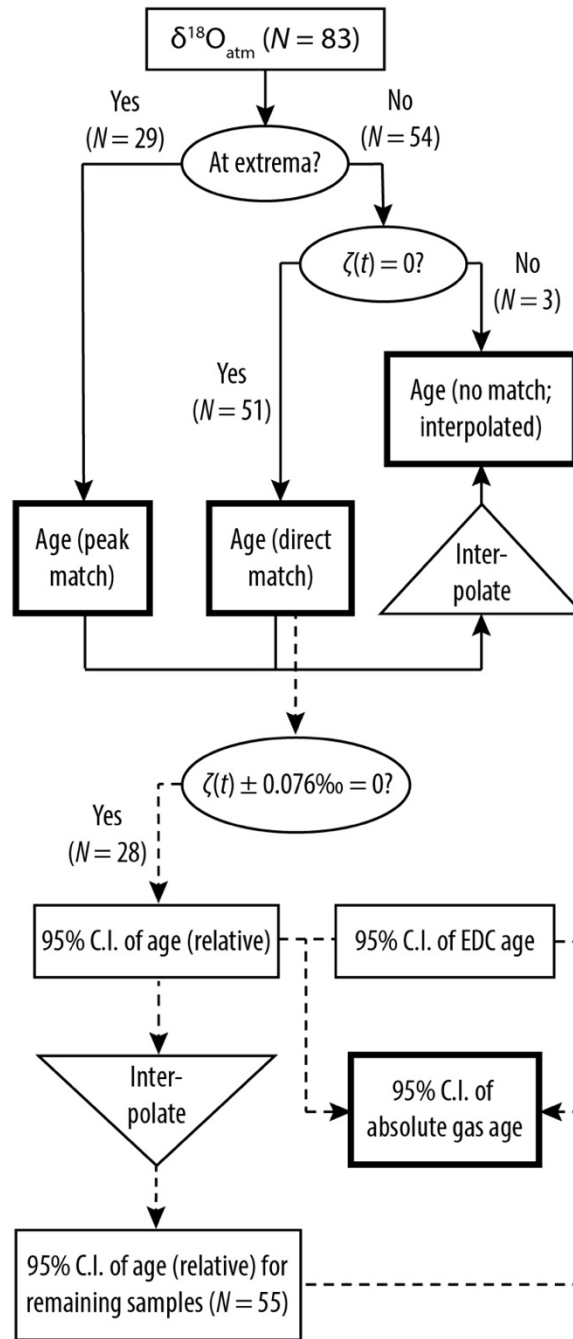 δ¹⁸Oatm (N = 83)
Yes
(N = 29)
No
(N = 54)
At extrema?
ζ(t) = 0?
No
(N = 3)
Yes
(N = 51)
Age (no match;
interpolated)
Age (peak
match)
Age (direct
match)
Inter-
polate
ζ(t) ± 0.076‰ = 0?
Yes
(N = 28)
95% C.I. of age (relative)
95% C.I. of EDC age
Inter-
polate
95% C.I. of
absolute gas age
95% C.I. of age (relative) for
remaining samples (N = 55)